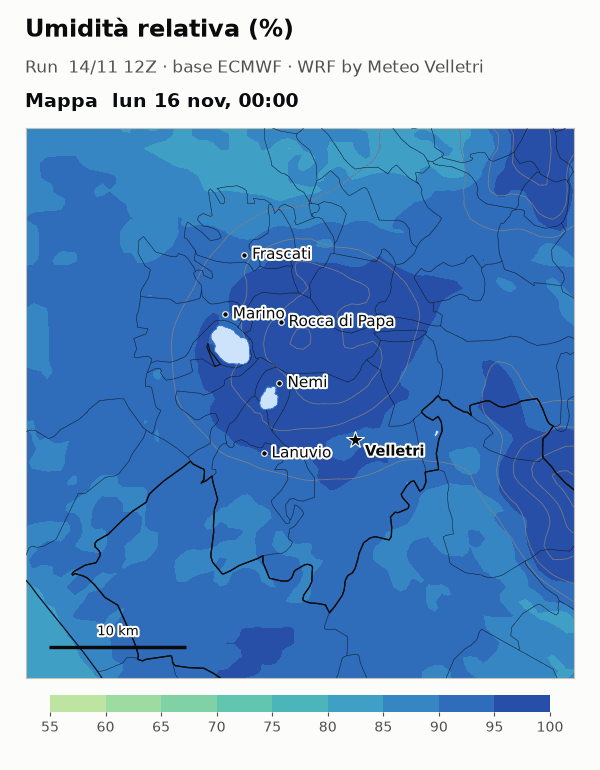 Umidità relativa (%)
Run 14/11 12Z · base ECMWF · WRF by Meteo Velletri
Mappa lun 16 nov, 00:00
Frascati
Marino
Rocca di Papa
Nemi
Velletri
Lanuvio
10 km
55 60 65 70 75 80 85 90 95 100